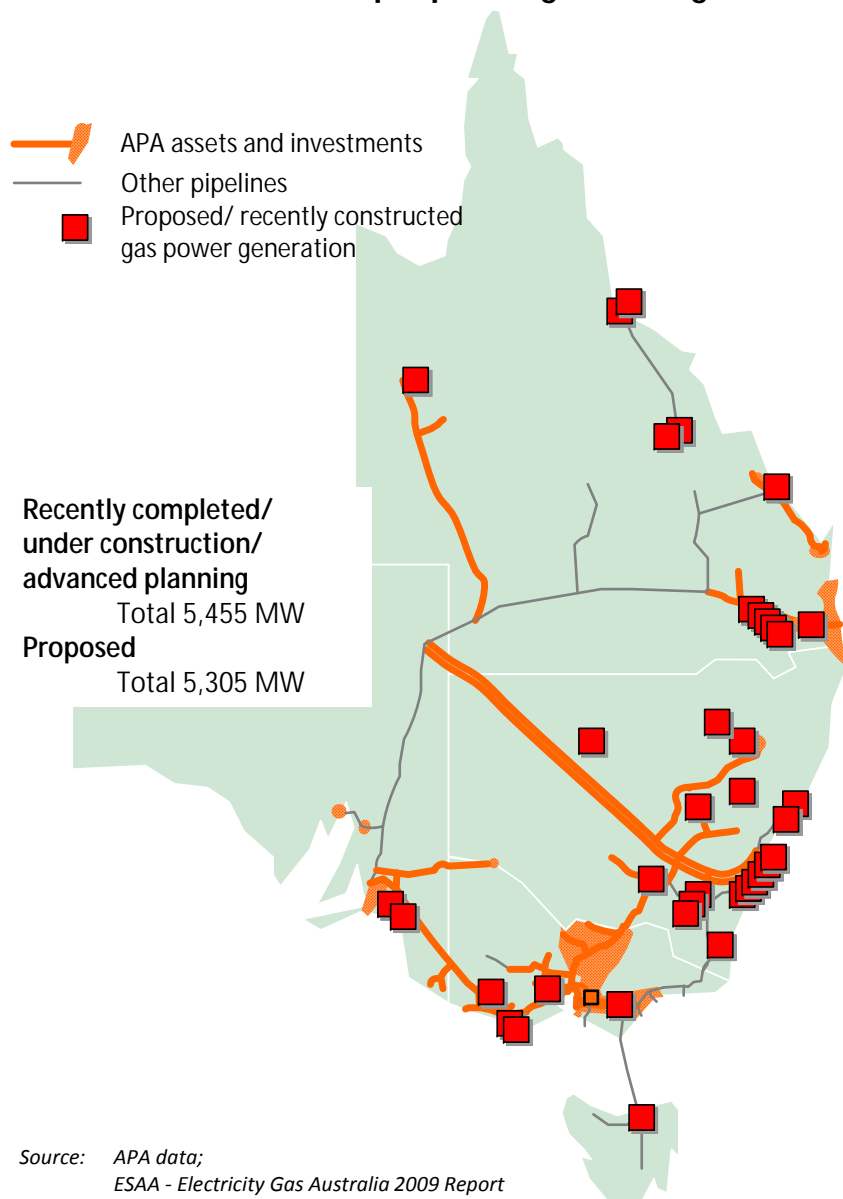 APA assets and investments
Other pipelines
Proposed/ recently constructed
gas power generation
Recently completed/
under construction/
advanced planning
Total 5,455 MW
Proposed
Total 5,305 MW
Source: APA data;
ESAA - Electricity Gas Australia 2009 Report